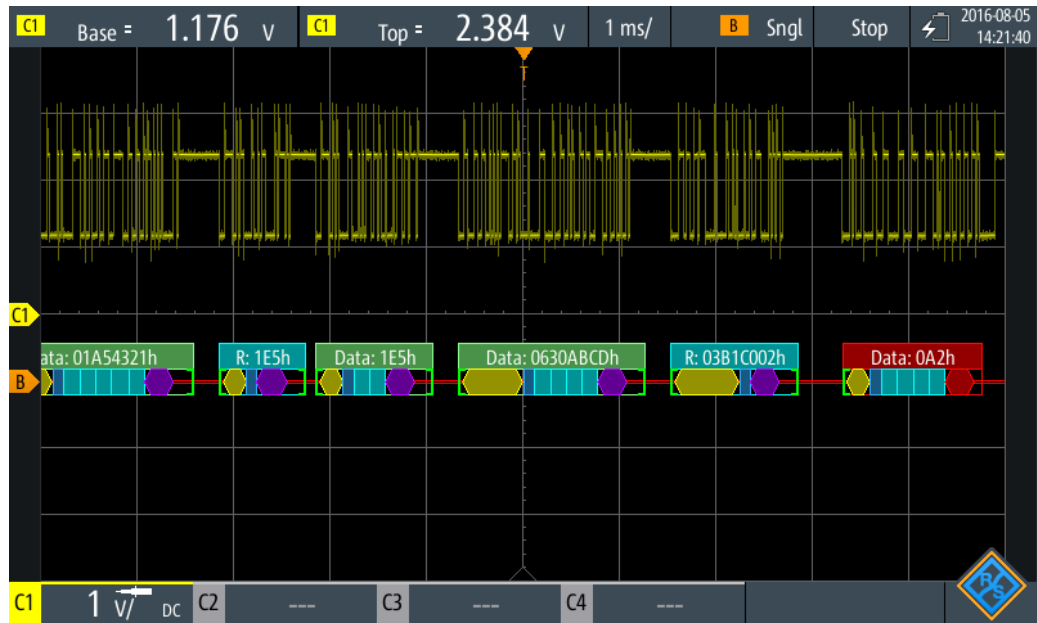 C1 Base = 1.176 V C1 Top = 2.384 V 1 ms/ B Sngl Stop 2016-08-05
14:21:40
T
C1
ata: 01A54321h R: 1E5h Data: 1E5h Data: 0630ABCDh R: 03B1C002h Data: 0A2h
B
C1 1 V/ DC C2 --- C3 --- C4 ---
R&S